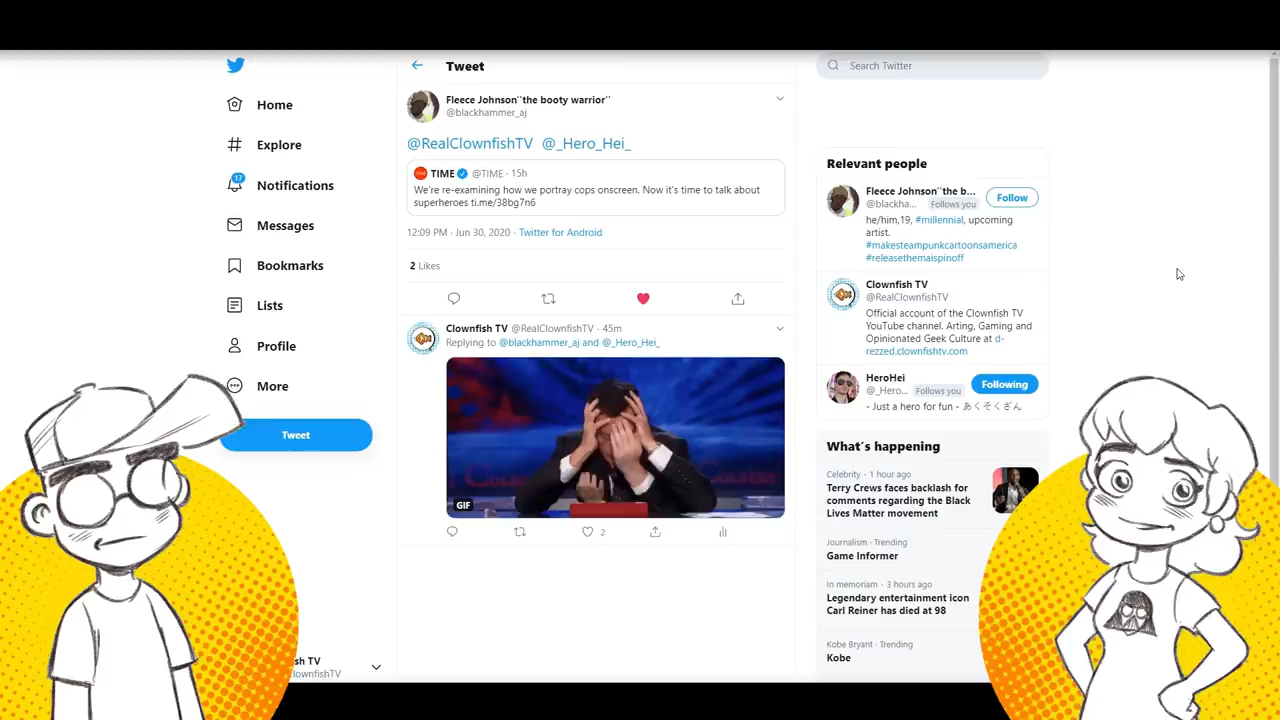 Home
Explore
17
Notifications
Messages
Bookmarks
Lists
Profile
More
Tweet
sh TV
lownfishTV
Tweet
Fleece Johnson"the booty warrior"
@blackhammer_aj
@RealClownfishTV @_Hero_Hei_
TIME @TIME · 15h
We're re-examining how we portray cops onscreen. Now it's time to talk about
superheroes ti.me/38bg7n6
12:09 PM · Jun 30, 2020 · Twitter for Android
2 Likes
Clownfish TV @RealClownfishTV · 45m
Replying to @blackhammer_aj and @_Hero_Hei_
GIF
2
Search Twitter
Relevant people
Fleece Johnson"the b...
@blackha... Follows you
Follow
he/him,19, #millennial, upcoming
artist.
#makesteampunkcartoonsamerica
#releasethemaispinoff
Clownfish TV
@RealClownfishTV
Official account of the Clownfish TV
YouTube channel. Arting, Gaming and
Opinionated Geek Culture at d-
rezzed.clownfishtv.com
HeroHei
@_Hero... Follows you
Following
- Just a hero for fun - あくそくざん
What's happening
Celebrity · 1 hour ago
Terry Crews faces backlash for
comments regarding the Black
Lives Matter movement
Journalism · Trending
Game Informer
In memoriam · 3 hours ago
Legendary entertainment icon
Carl Reiner has died at 98
Kobe Bryant · Trending
Kobe